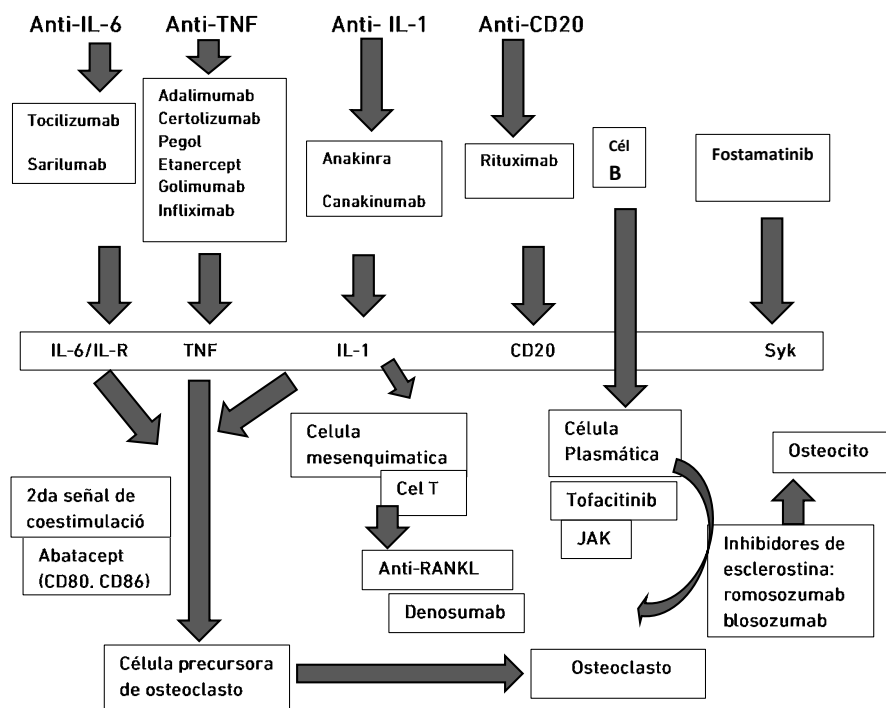 Anti-IL-6
Anti-TNF
Anti- IL-1
Anti-CD20
Tocilizumab
Sarilumab
Adalimumab
Certolizumab
Pegol
Etanercept
Golimumab
Infliximab
Anakinra
Canakinumab
Rituximab
Cél
B
Fostamatinib
IL-6/IL-R
TNF
IL-1
CD20
Syk
Celula
mesenquimatica
Cel T
Célula
Plasmática
Osteocito
2da señal de
coestimulació
Abatacept
(CD80. CD86)
Tofacitinib
JAK
Anti-RANKL
Denosumab
Inhibidores de
esclerostina:
romosozumab
blosozumab
Célula precursora
de osteoclasto
Osteoclasto